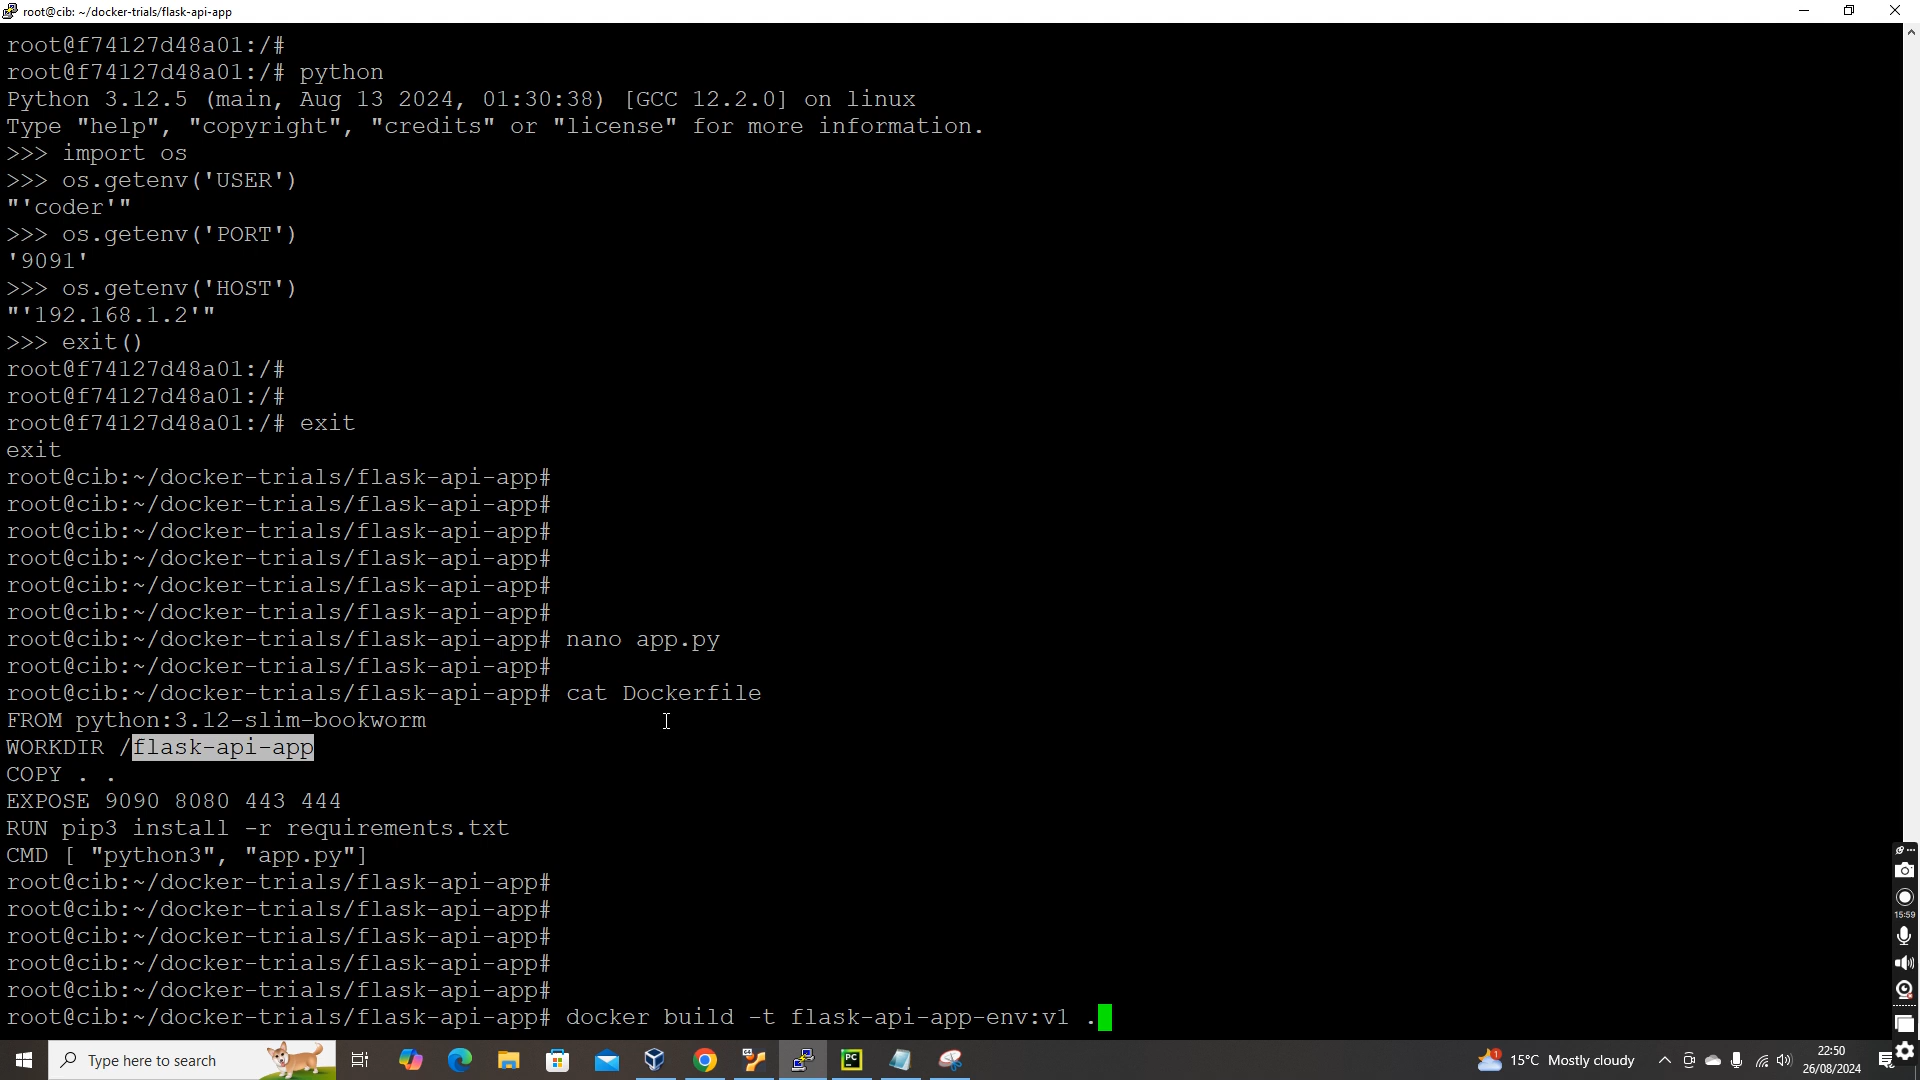 root@cib: ~/docker-trials/flask-api-app
root@f74127d48a01:/#
root@f74127d48a01:/# python
Python 3.12.5 (main, Aug 13 2024, 01:30:38) [GCC 12.2.0] on linux
Type "help", "copyright", "credits" or "license" for more information.
>>> import os
>>> os.getenv('USER')
"'coder'"
>>> os.getenv('PORT')
'9091'
>>> os.getenv('HOST')
"'192.168.1.2'"
>>> exit()
root@f74127d48a01:/#
root@f74127d48a01:/#
root@f74127d48a01:/# exit
exit
root@cib:~/docker-trials/flask-api-app#
root@cib:~/docker-trials/flask-api-app#
root@cib:~/docker-trials/flask-api-app#
root@cib:~/docker-trials/flask-api-app#
root@cib:~/docker-trials/flask-api-app#
root@cib:~/docker-trials/flask-api-app#
root@cib:~/docker-trials/flask-api-app# nano app.py
root@cib:~/docker-trials/flask-api-app#
root@cib:~/docker-trials/flask-api-app# cat Dockerfile
FROM python:3.12-slim-bookworm
WORKDIR /flask-api-app
COPY . .
EXPOSE 9090 8080 443 444
RUN pip3 install -r requirements.txt
CMD [ "python3", "app.py"]
root@cib:~/docker-trials/flask-api-app#
root@cib:~/docker-trials/flask-api-app#
root@cib:~/docker-trials/flask-api-app#
root@cib:~/docker-trials/flask-api-app#
root@cib:~/docker-trials/flask-api-app#
root@cib:~/docker-trials/flask-api-app# docker build -t flask-api-app-env:v1 .
15:59
Type here to search
PC
1
15°C Mostly cloudy
22:50
26/08/2024